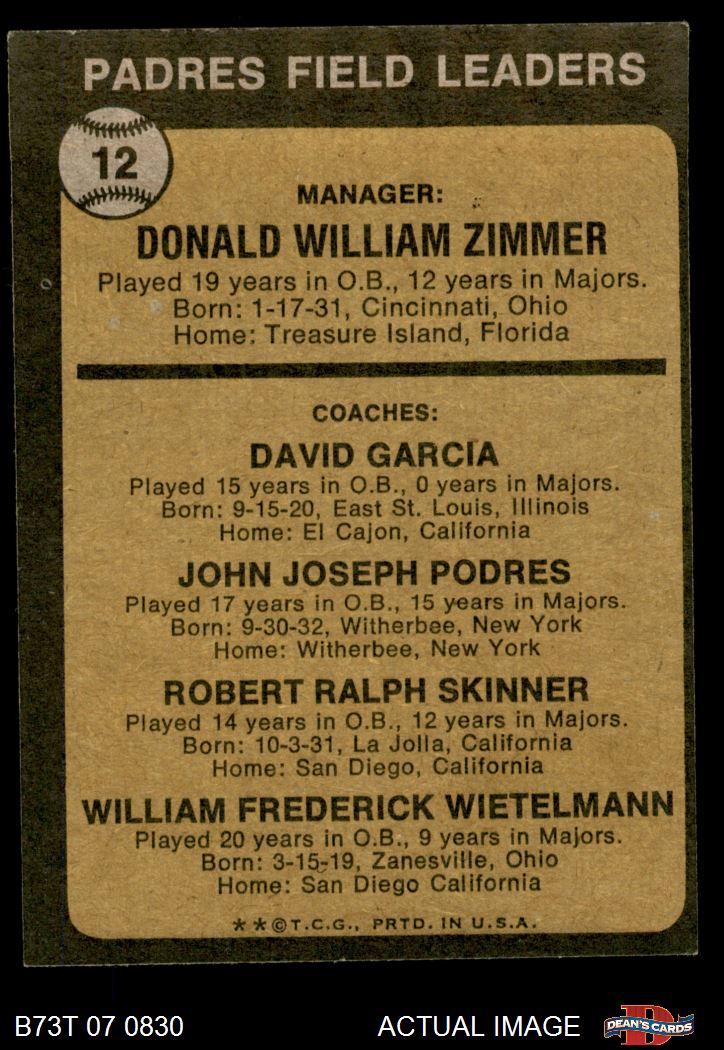 PADRES FIELD LEADERS
12
MANAGER:
DONALD WILLIAM ZIMMER
Played 19 years in O.B., 12 years in Majors.
Born: 1-17-31, Cincinnati, Ohio
Home: Treasure Island, Florida
COACHES:
DAVID GARCIA
Played 15 years in O.B., 0 years in Majors.
Born: 9-15-20, East St. Louis, Illinois
Home: El Cajon, California
JOHN JOSEPH PODRES
Played 17 years in O.B., 15 years in Majors.
Born: 9-30-32, Witherbee, New York
Home: Witherbee, New York
ROBERT RALPH SKINNER
Played 14 years in O.B., 12 years in Majors.
Born: 10-3-31, La Jolla, California
Home: San Diego, California
WILLIAM FREDERICK WIETELMANN
Played 20 years in O.B., 9 years in Majors.
Born: 3-15-19, Zanesville, Ohio
Home: San Diego California
**©T.C.G., PRTD. IN U.S.A.
B73T 07 0830 ACTUAL IMAGE
D
DEAN'S CARDS